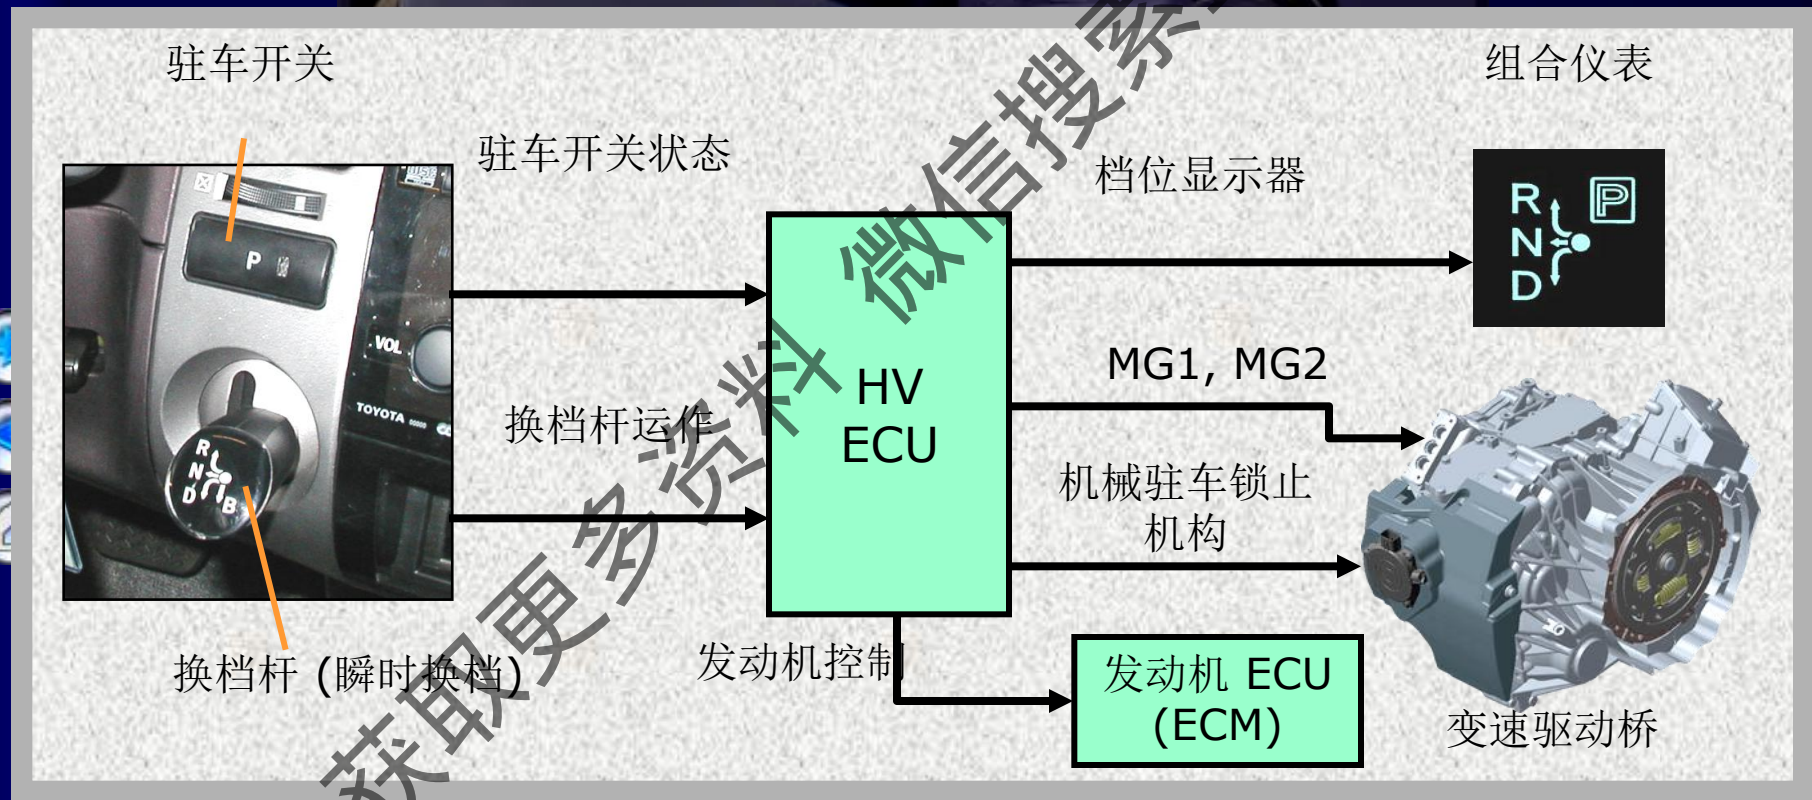 驻车开关
组合仪表
驻车开关状态
档位显示器
R
N
D
P
P
VOL
TOYOTA
HV
ECU
MG1, MG2
换档杆运作
R
N
D
B
机械驻车锁止
机构
换档杆 (瞬时换档)
发动机控制
发动机 ECU
(ECM)
变速驱动桥
获取更多资料 微信搜索